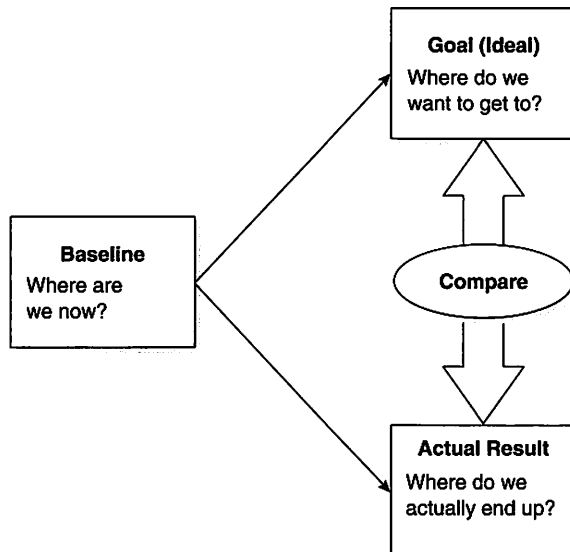 Goal (Ideal)
Where do we
want to get to?
Baseline
Where are
we now?
Compare
Actual Result
Where do we
actually end up?